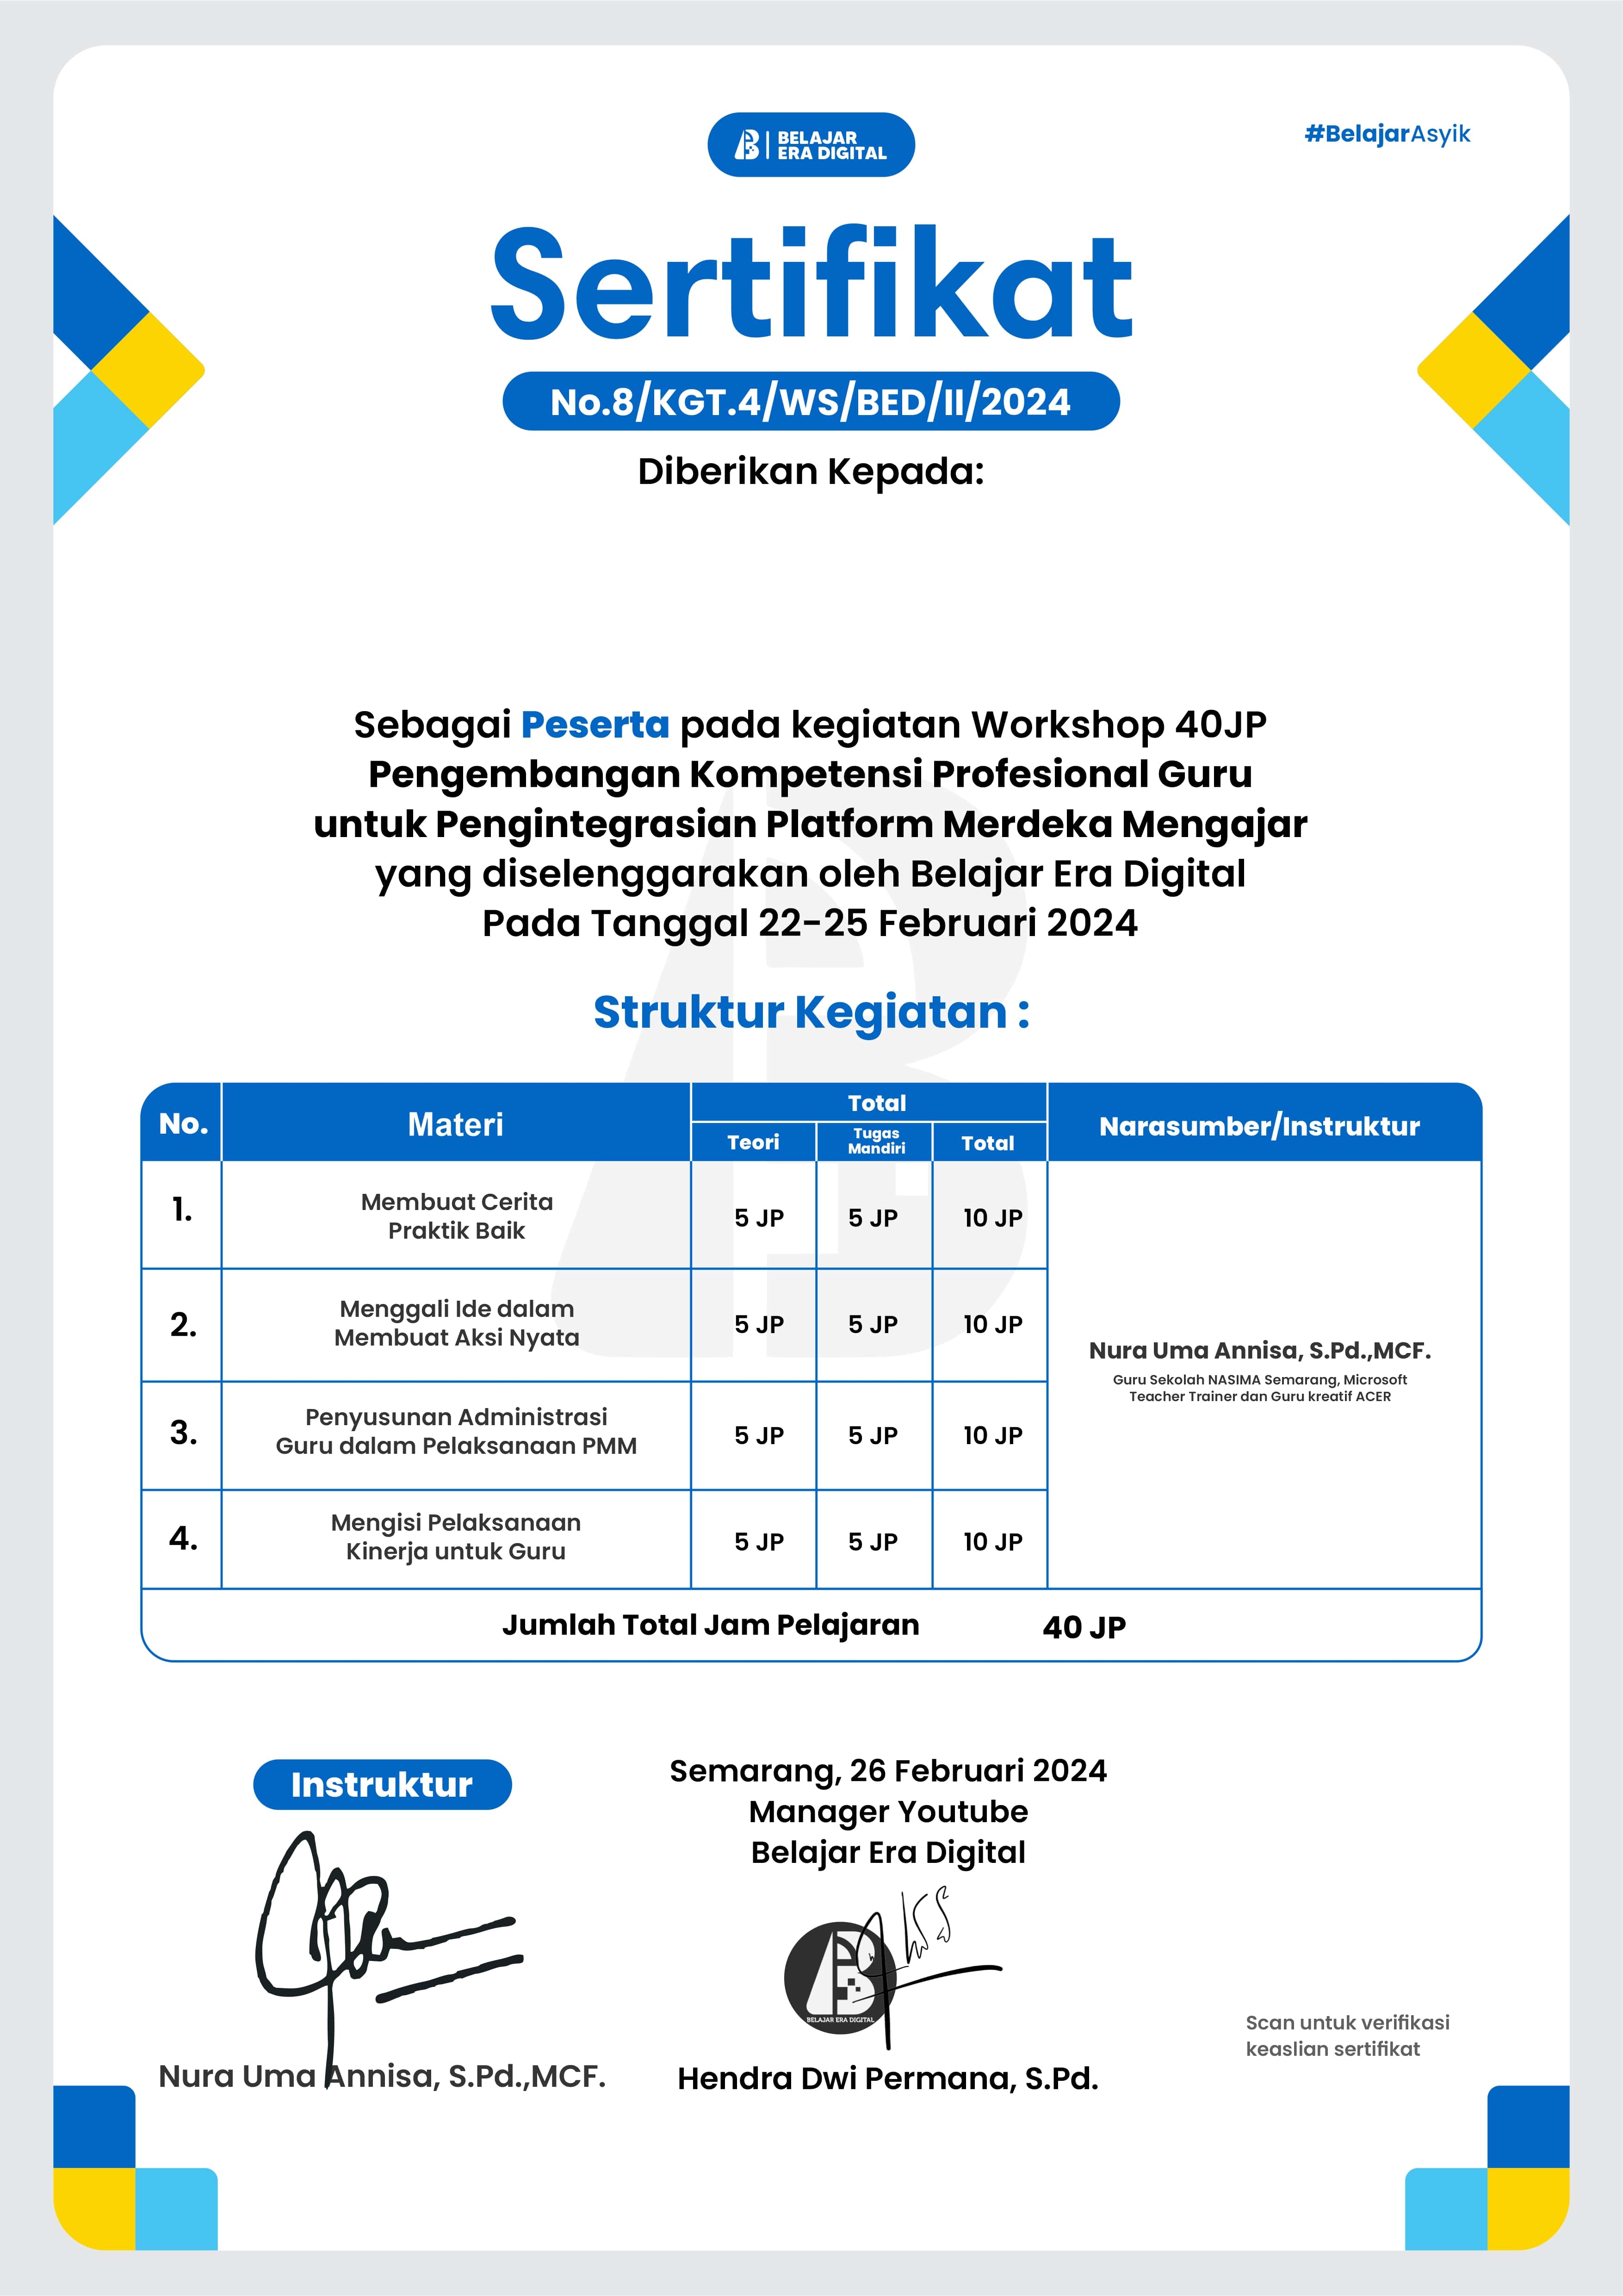 BELAJAR
ERA DIGITAL
#BelajarAsyik
Sertifikat
No.8/KGT.4/WS/BED/II/2024
Diberikan Kepada:
Sebagai Peserta pada kegiatan Workshop 40JP
Pengembangan Kompetensi Profesional Guru
untuk Pengintegrasian Platform Merdeka Mengajar
yang diselenggarakan oleh Belajar Era Digital
Pada Tanggal 22-25 Februari 2024
Struktur Kegiatan :
No.
Materi
Total
Teori
Tugas
Mandiri
Total
Narasumber/Instruktur
1.
Membuat Cerita
Praktik Baik
5 JP
5 JP
10 JP
2.
Menggali Ide dalam
Membuat Aksi Nyata
5 JP
5 JP
10 JP
3.
Penyusunan Administrasi
Guru dalam Pelaksanaan PMM
5 JP
5 JP
10 JP
4.
Mengisi Pelaksanaan
Kinerja untuk Guru
5 JP
5 JP
10 JP
Nura Uma Annisa, S.Pd.,MCF.
Guru Sekolah NASIMA Semarang, Microsoft
Teacher Trainer dan Guru kreatif ACER
Jumlah Total Jam Pelajaran 40 JP
Instruktur
Nura Uma Annisa, S.Pd.,MCF.
Semarang, 26 Februari 2024
Manager Youtube
Belajar Era Digital
BELAJAR ERA DIGITAL
Hendra Dwi Permana, S.Pd.
Scan untuk verifikasi
keaslian sertifikat